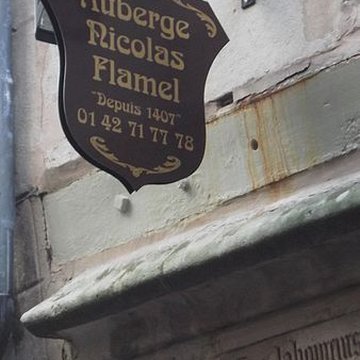 Auberge
Nicolas
Flamel
"Depuis 1407"
01 42 71 77 78